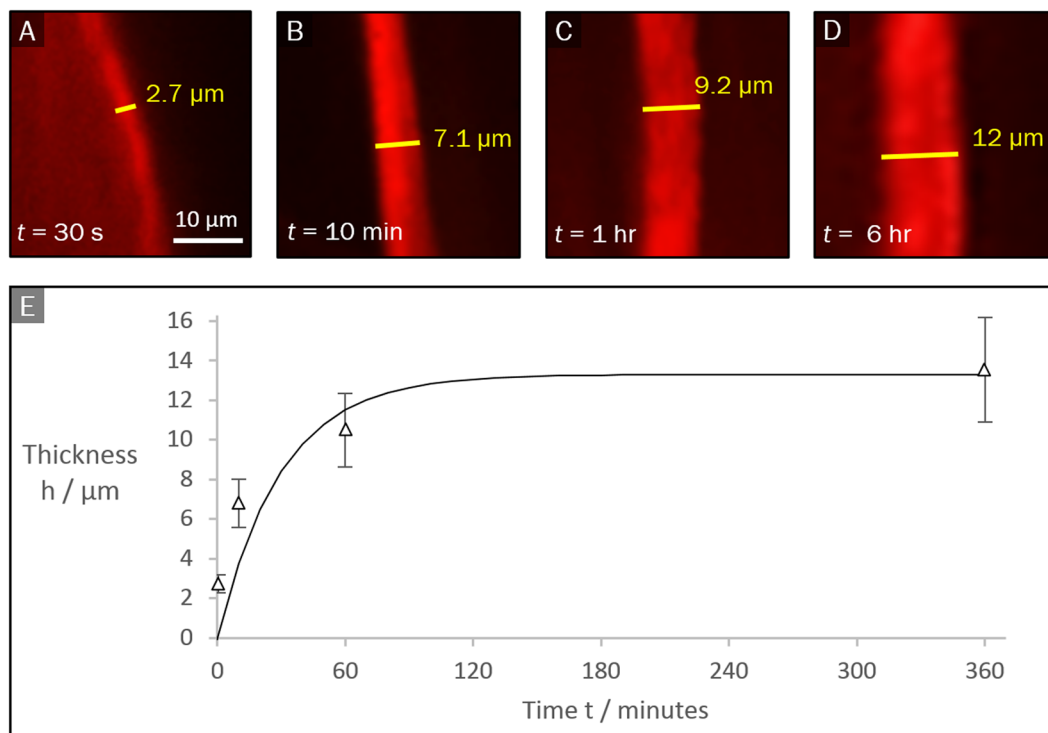 A
2.7 µm
t = 30 s
10 µm
B
7.1 µm
t = 10 min
C
9.2 µm
t = 1 hr
D
12 µm
t = 6 hr
E
16
14
12
10
8
6
4
2
0
Thickness
h / µm
0 60 120 180 240 300 360
Time t / minutes